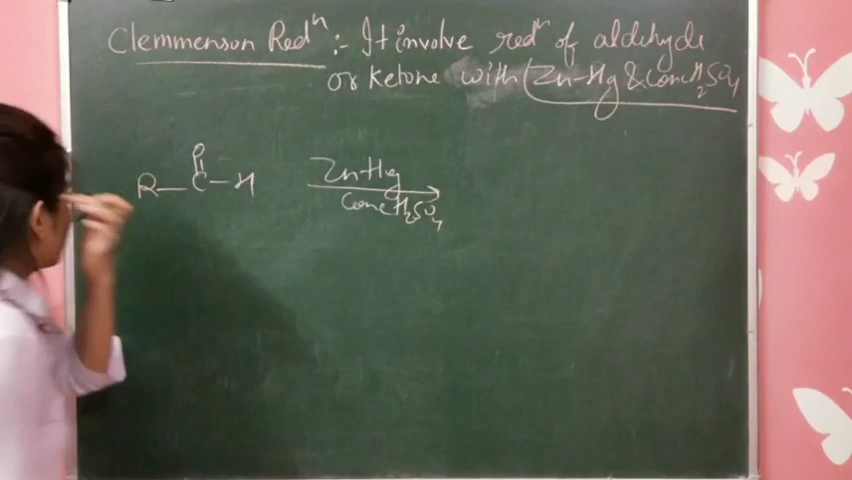 Clemmenson Redⁿ :- It involve redⁿ of aldehyde
or Ketone with (Zn-Hg & Conc H₂SO₄
O
R — C — H Zn-Hg
Conc H₂SO₄